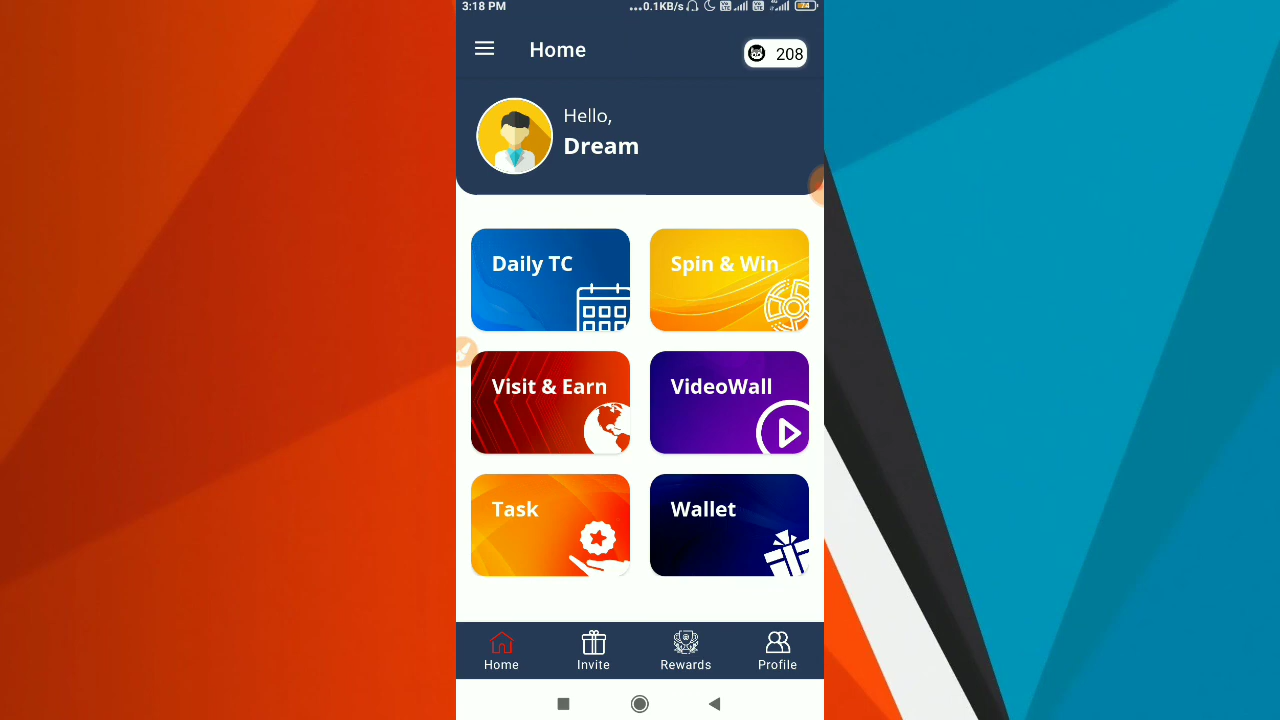 3:18 PM
...0.1KB/s
74
Home
208
Hello,
Dream
Daily TC
Spin & Win
Visit & Earn
VideoWall
Task
Wallet
Home
Invite
Rewards
Profile